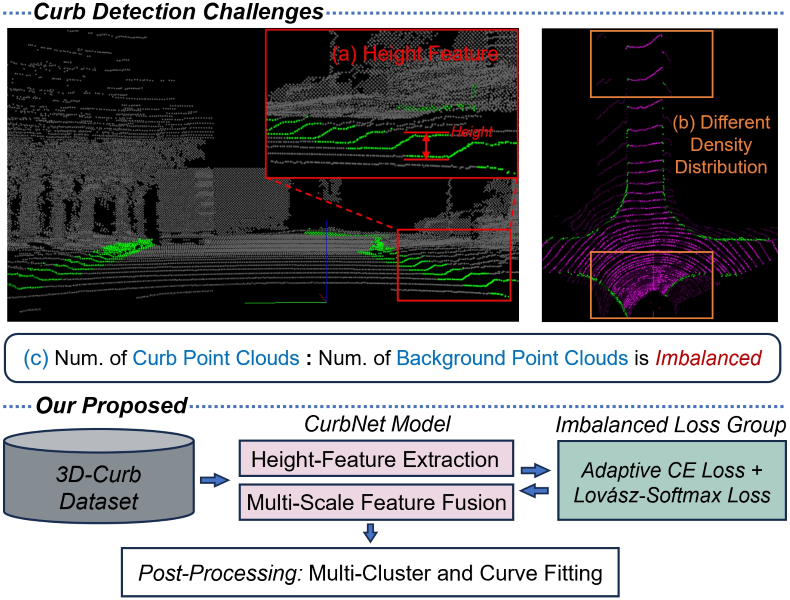 Curb Detection Challenges
(a) Height Feature
Height
(b) Different
Density
Distribution
(c) Num. of Curb Point Clouds : Num. of Background Point Clouds is Imbalanced
Our Proposed
CurbNet Model
Imbalanced Loss Group
3D-Curb
Dataset
Height-Feature Extraction
Multi-Scale Feature Fusion
Adaptive CE Loss +
Lovász-Softmax Loss
Post-Processing: Multi-Cluster and Curve Fitting